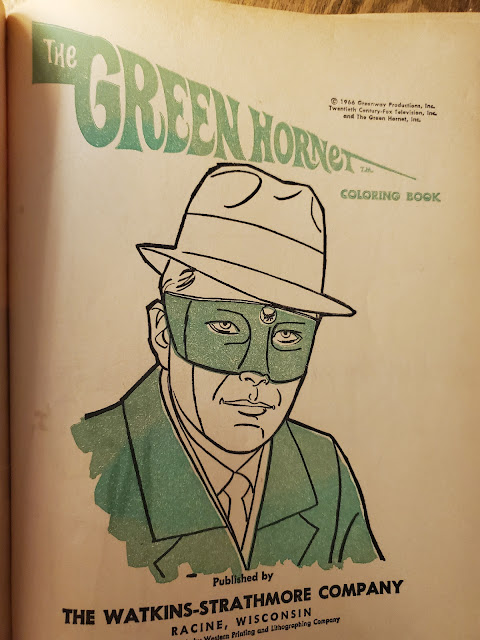 THE
GREEN HORNET T.M.
© 1966 Greenway Productions, Inc.
Twentieth Century-Fox Television, Inc.
and The Green Hornet, Inc.
COLORING BOOK
Published by
THE WATKINS-STRATHMORE COMPANY
RACINE, WISCONSIN
Western Printing and Lithographing Company